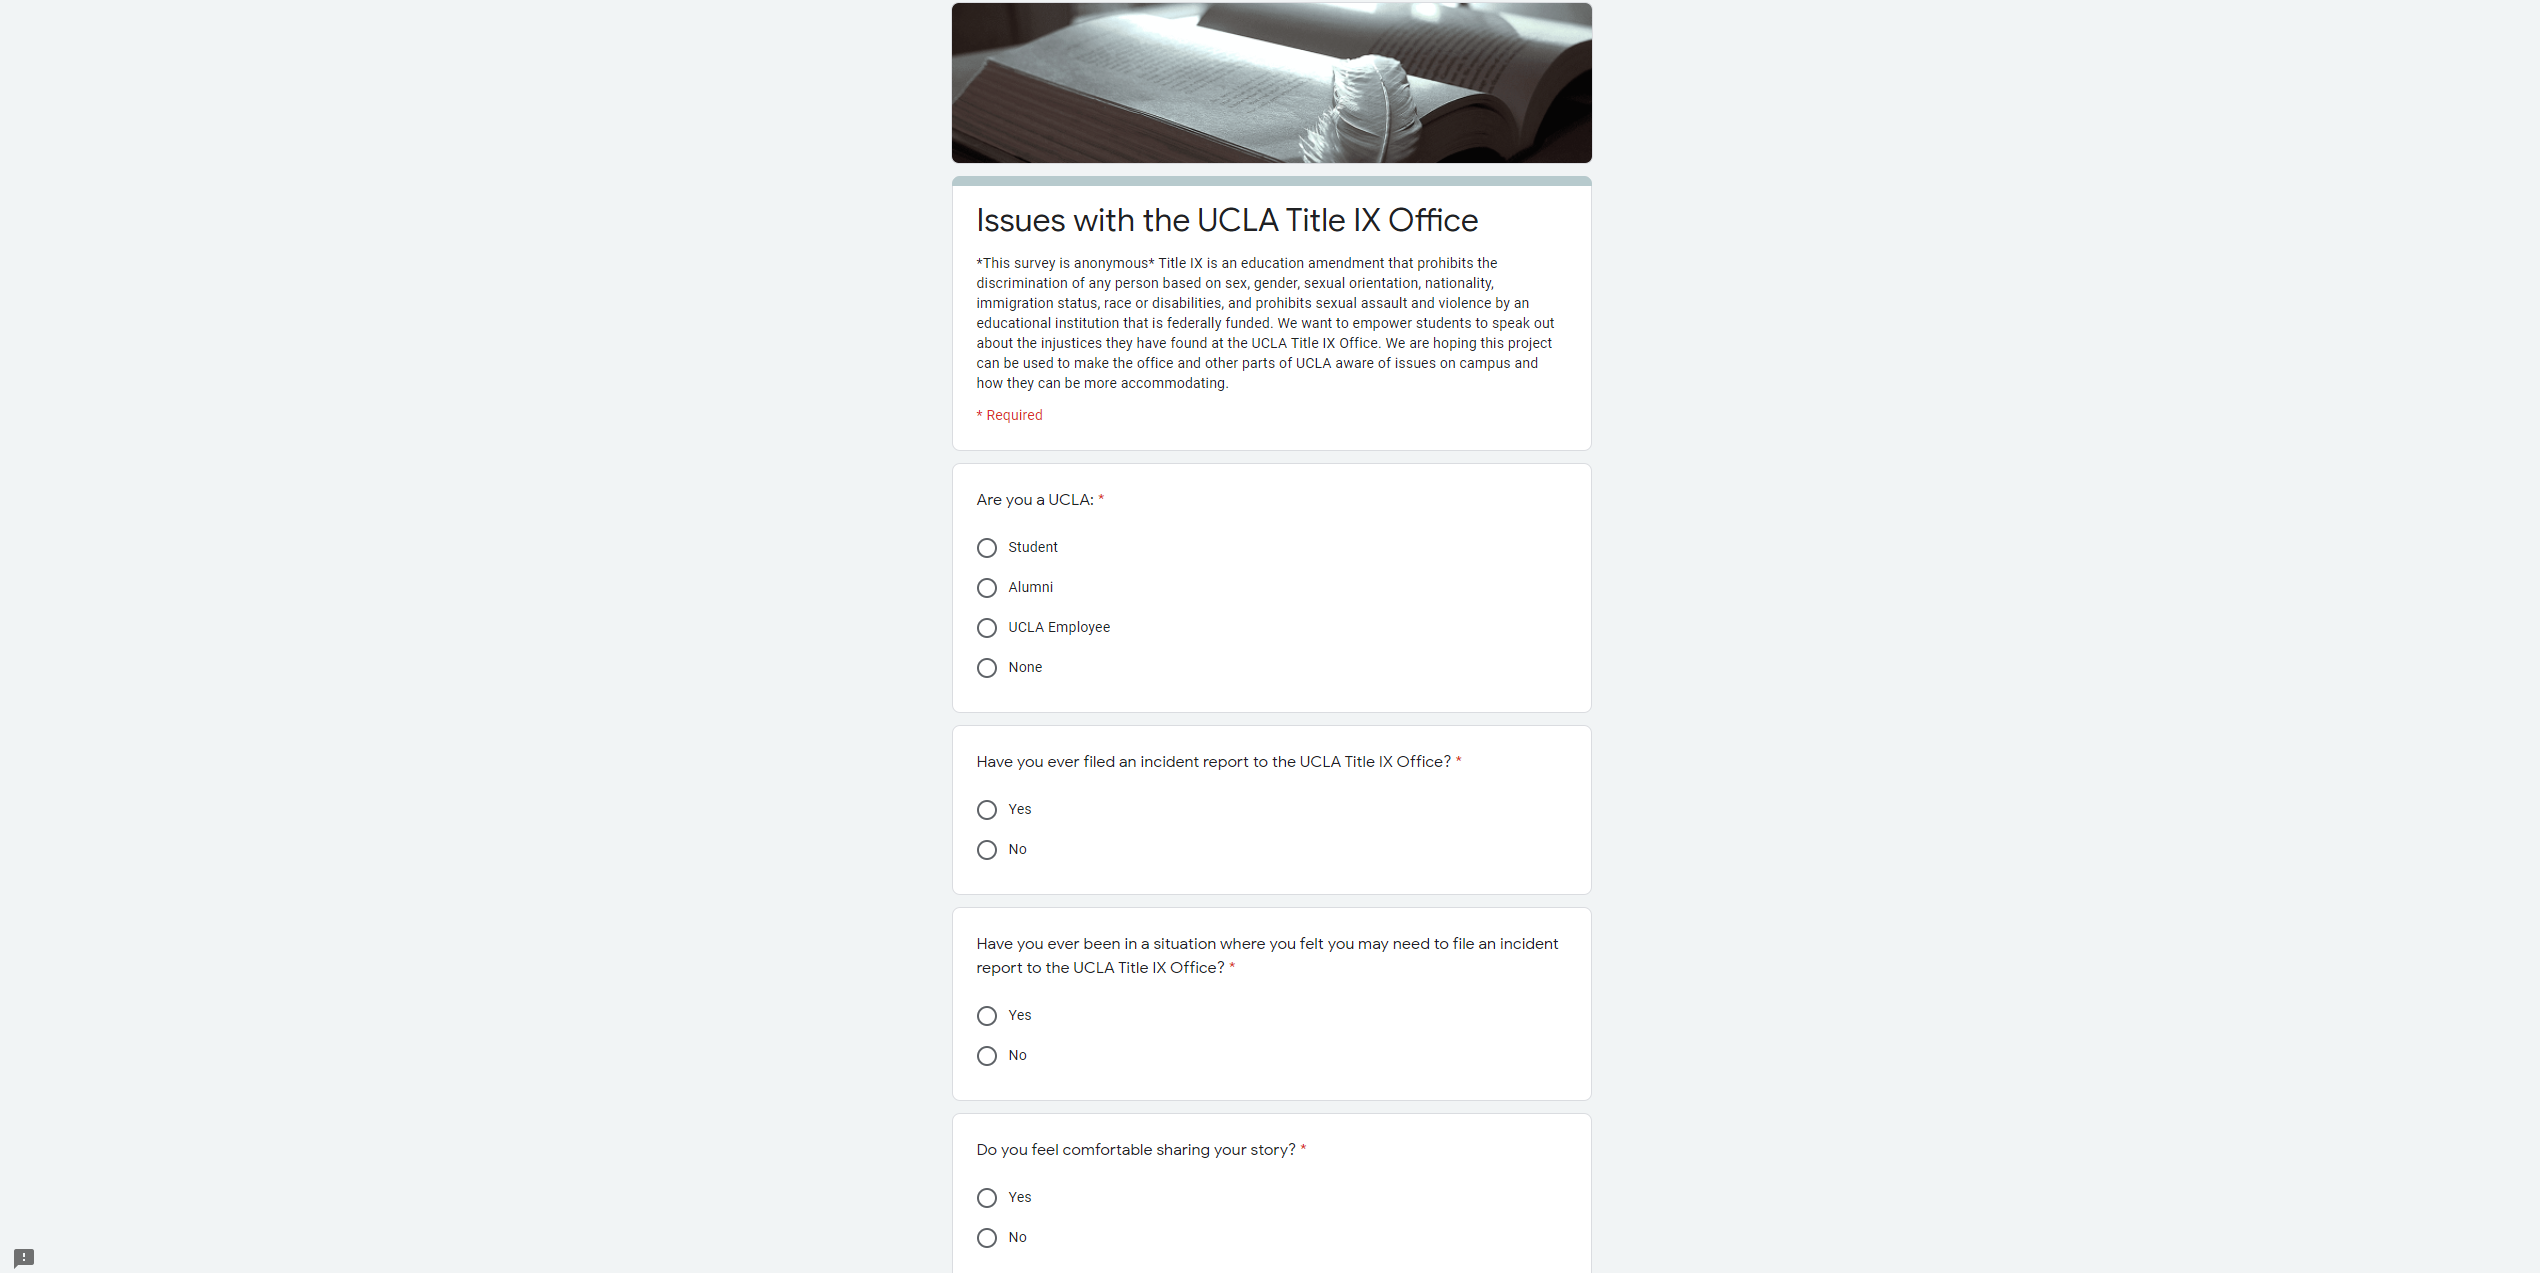 Issues with the UCLA Title IX Office
*This survey is anonymous* Title IX is an education amendment that prohibits the
discrimination of any person based on sex, gender, sexual orientation, nationality,
immigration status, race or disabilities, and prohibits sexual assault and violence by an
educational institution that is federally funded. We want to empower students to speak out
about the injustices they have found at the UCLA Title IX Office. We are hoping this project
can be used to make the office and other parts of UCLA aware of issues on campus and
how they can be more accommodating.
* Required
Are you a UCLA: *
Student
Alumni
UCLA Employee
None
Have you ever filed an incident report to the UCLA Title IX Office? *
Yes
No
Have you ever been in a situation where you felt you may need to file an incident
report to the UCLA Title IX Office? *
Yes
No
Do you feel comfortable sharing your story? *
Yes
No